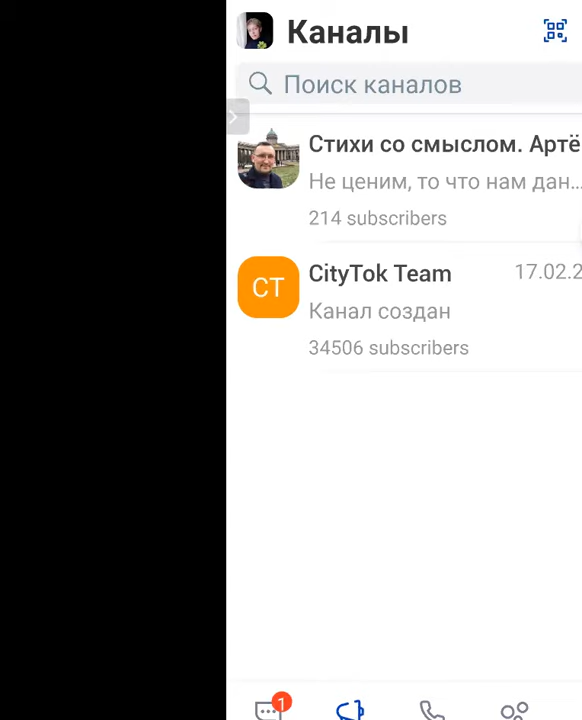 Каналы
Поиск каналов
Стихи со смыслом. Артё
Не ценим, то что нам дан...
214 subscribers
CT
CityTok Team
17.02.2
Канал создан
34506 subscribers
1